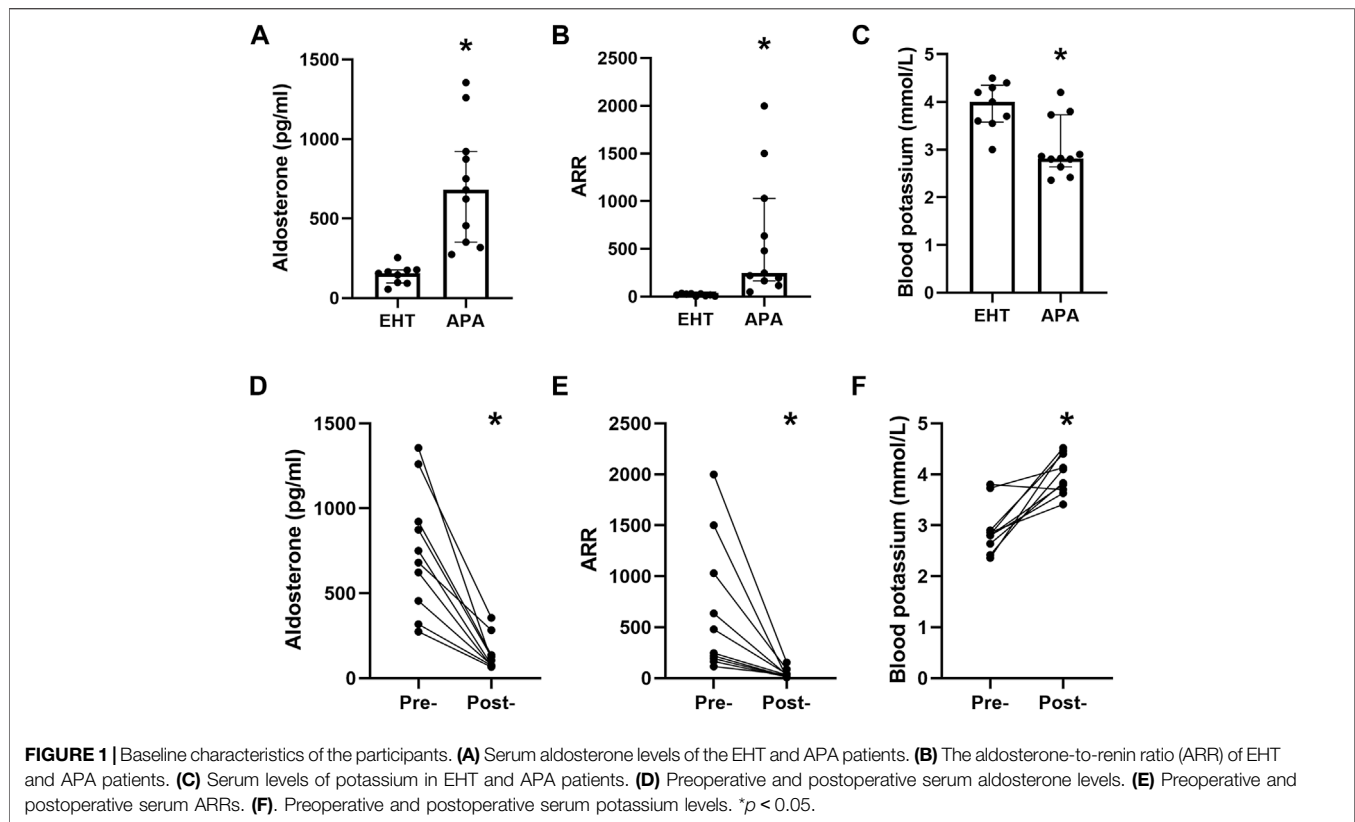 A
B
C
*
*
*
Aldosterone (pg/ml)
1500
1000
500
0
EHT APA
ARR
2500
2000
1500
1000
500
0
EHT APA
Blood potassium (mmol/L)
5
4
3
2
1
0
EHT APA
D
E
F
*
*
*
Aldosterone (pg/ml)
1500
1000
500
0
Pre- Post-
ARR
2500
2000
1500
1000
500
0
Pre- Post-
Blood potassium (mmol/L)
5
4
3
2
1
0
Pre- Post-
FIGURE 1 | Baseline characteristics of the participants. (A) Serum aldosterone levels of the EHT and APA patients. (B) The aldosterone-to-renin ratio (ARR) of EHT
and APA patients. (C) Serum levels of potassium in EHT and APA patients. (D) Preoperative and postoperative serum aldosterone levels. (E) Preoperative and
postoperative serum ARRs. (F). Preoperative and postoperative serum potassium levels. *p < 0.05.